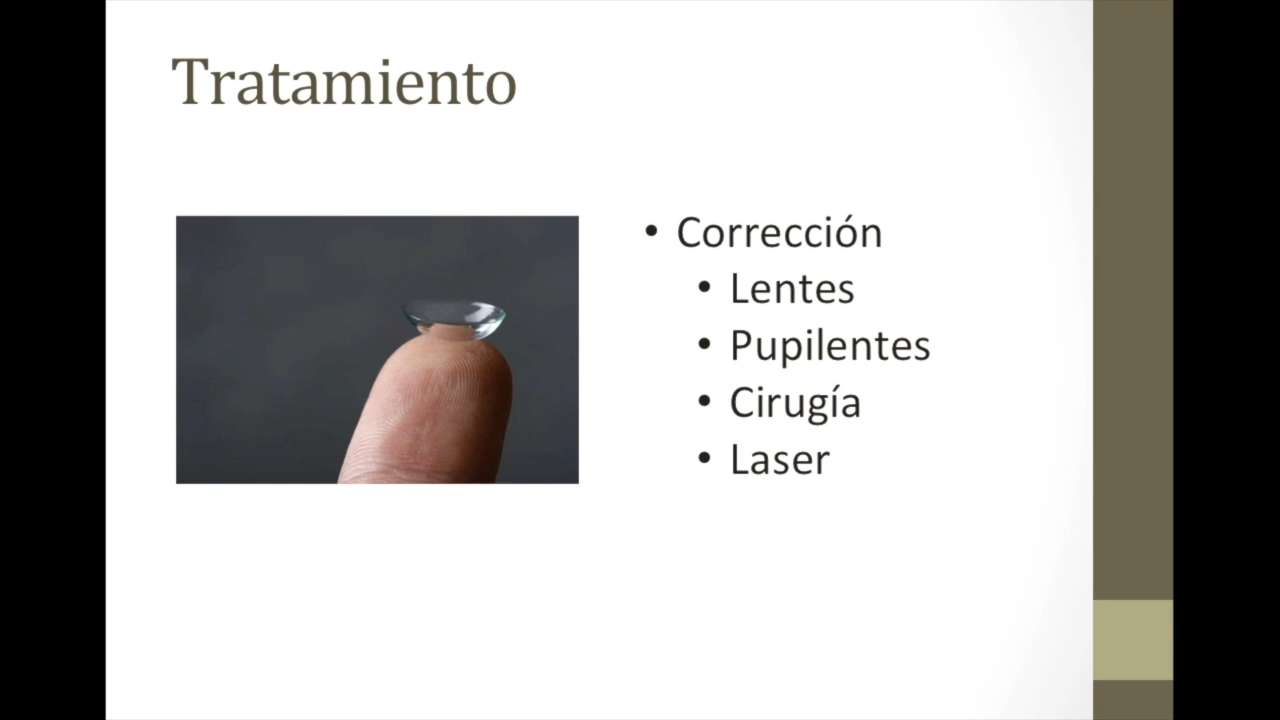 Tratamiento
• Corrección
• Lentes
• Pupilentes
• Cirugía
• Laser